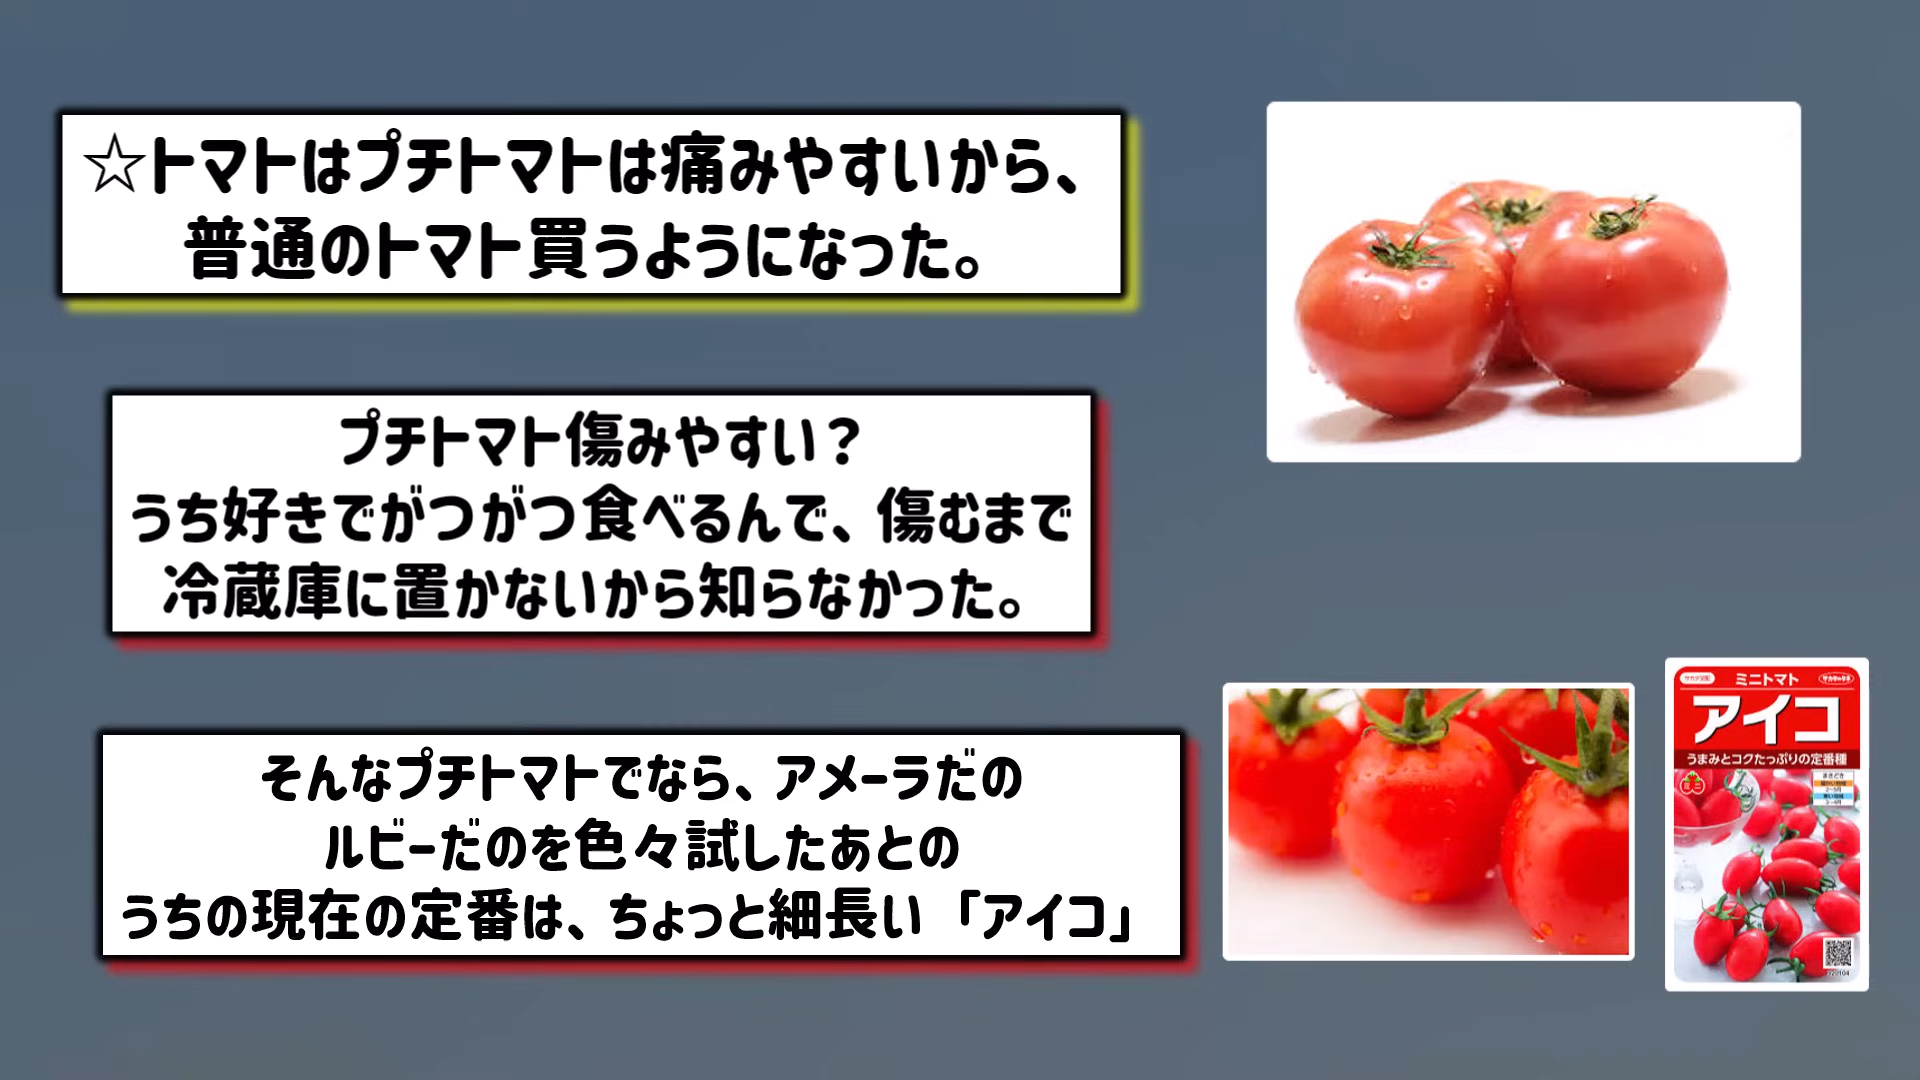 ☆トマトはプチトマトは痛みやすいから、
普通のトマト買うようになった。
プチトマト傷みやすい？
うち好きでがつがつ食べるんで、傷むまで
冷蔵庫に置かないから知らなかった。
そんなプチトマトでなら、アメーラだの
ルビーだのを色々試したあとの
うちの現在の定番は、ちょっと細長い「アイコ」
ミニトマト
アイコ
うまみとコクたっぷりの定番種